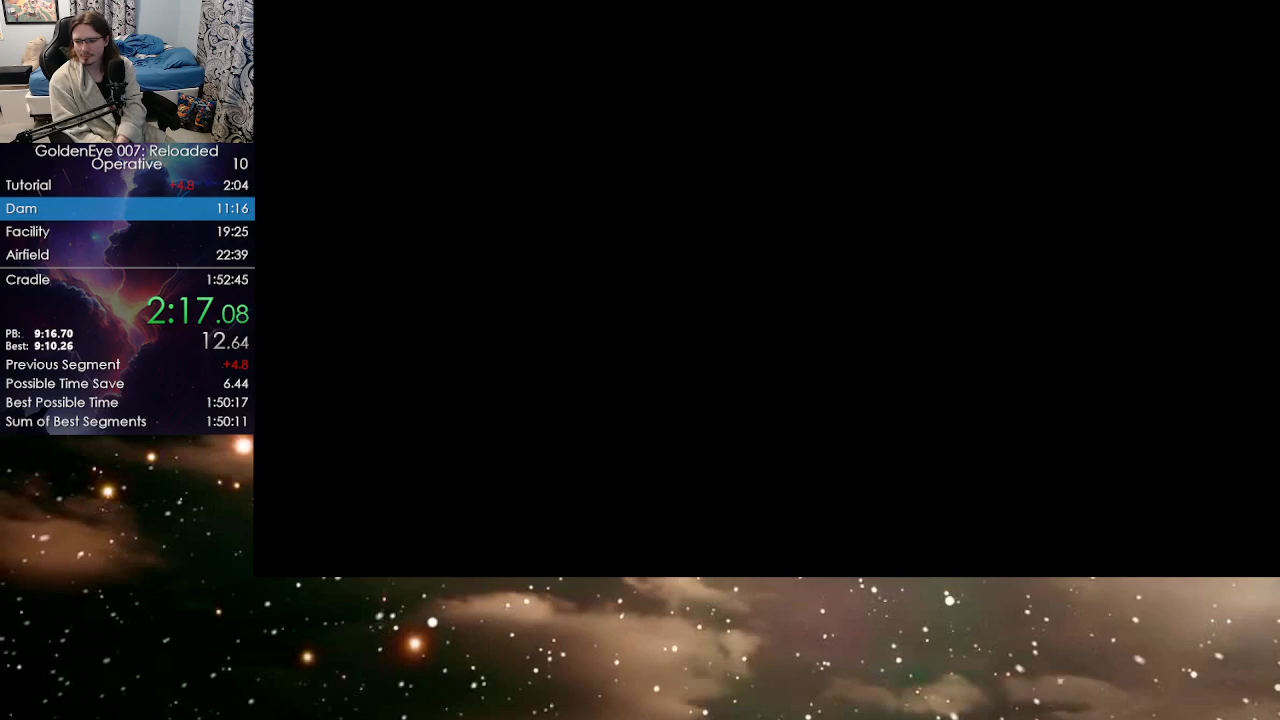 GoldenEye 007: Reloaded
Operative 10
Tutorial +4.8 2:04
Dam 11:16
Facility 19:25
Airfield 22:39
Cradle 1:52:45
2:17.08
PB: 9:16.70
Best: 9:10.26
12.64
Previous Segment +4.8
Possible Time Save 6.44
Best Possible Time 1:50:17
Sum of Best Segments 1:50:11